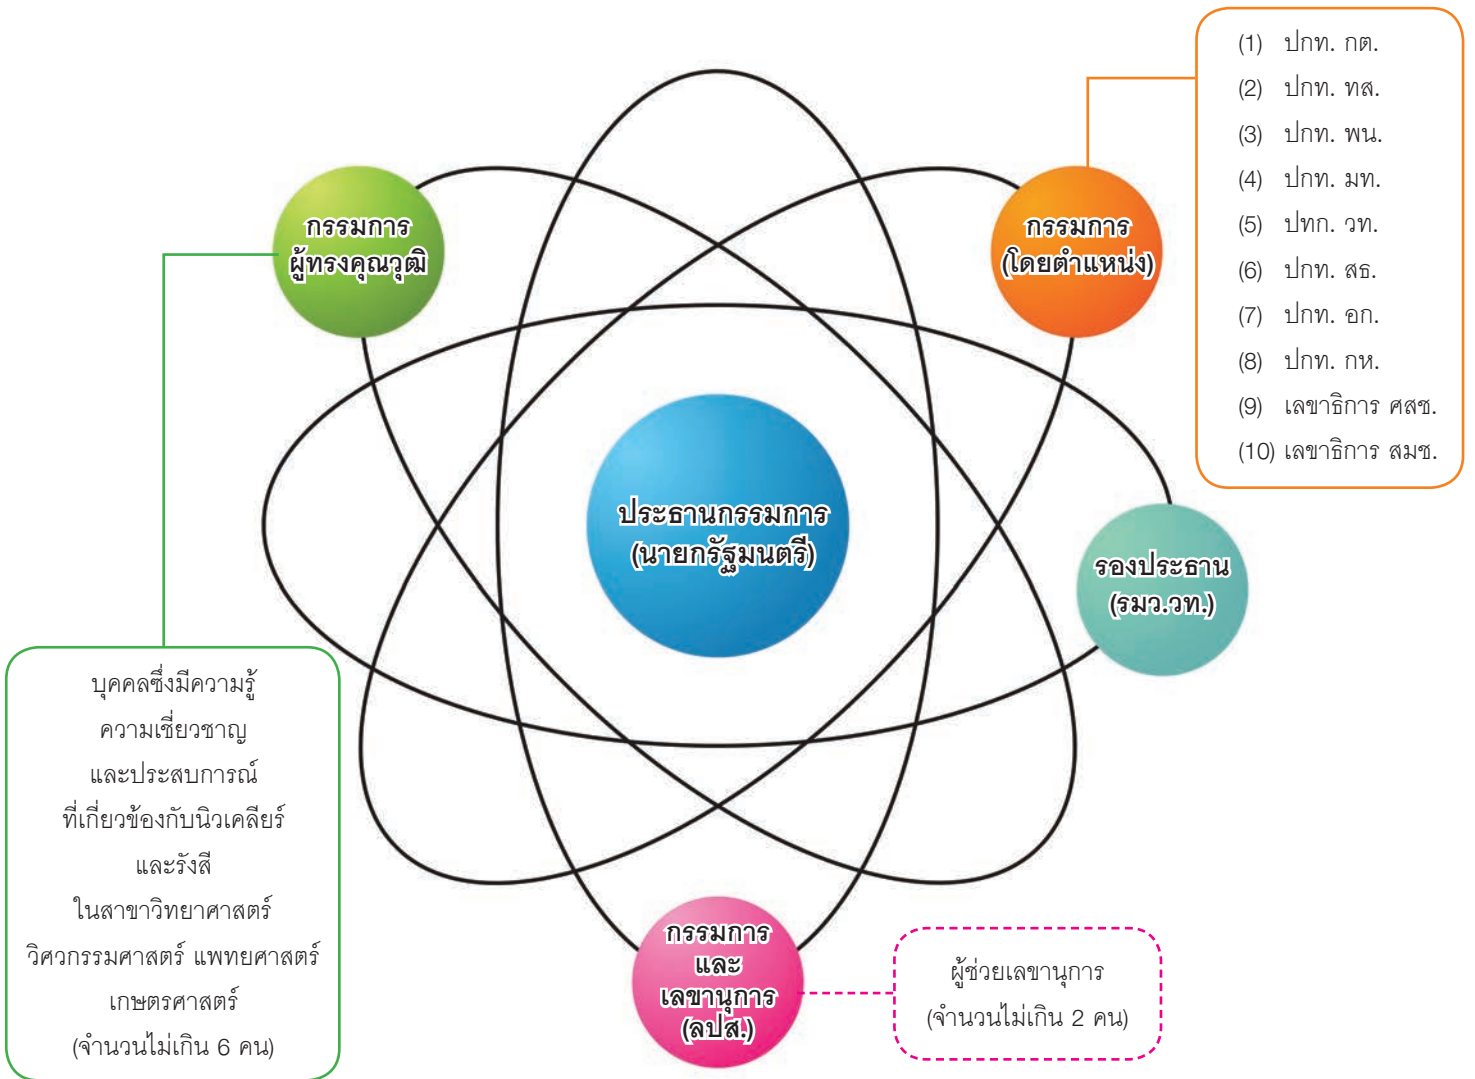 (1) ปกท. กต.
(2) ปกท. ทส.
(3) ปกท. พน.
(4) ปกท. มท.
(5) ปทก. วท.
(6) ปกท. สธ.
(7) ปกท. อก.
(8) ปกท. กห.
(9) เลขาธิการ ศสช.
(10) เลขาธิการ สมช.
กรรมการ
ผู้ทรงคุณวุฒิ
กรรมการ
(โดยตำแหน่ง)
ประธานกรรมการ
(นายกรัฐมนตรี)
รองประธาน
(รมว.วท.)
บุคคลซึ่งมีความรู้
ความเชี่ยวชาญ
และประสบการณ์
ที่เกี่ยวข้องกับนิวเคลียร์
และรังสี
ในสาขาวิทยาศาสตร์
วิศวกรรมศาสตร์ แพทยศาสตร์
เกษตรศาสตร์
(จำนวนไม่เกิน 6 คน)
กรรมการ
และ
เลขานุการ
(ลปส.)
ผู้ช่วยเลขานุการ
(จำนวนไม่เกิน 2 คน)